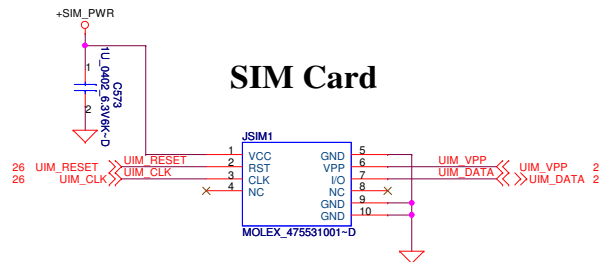 +SIM_PWR
1
2
C573
1U_0402_6.3V6K~D
SIM Card
JSIM1
26 UIM_RESET UIM_RESET 2 RST
26 UIM_CLK UIM_CLK 3 CLK
1 VCC
4 NC
GND 5
VPP 6 UIM_VPP UIM_VPP 2
I/O 7 UIM_DATA UIM_DATA 2
NC 8
GND 9
GND 10
MOLEX_475531001~D